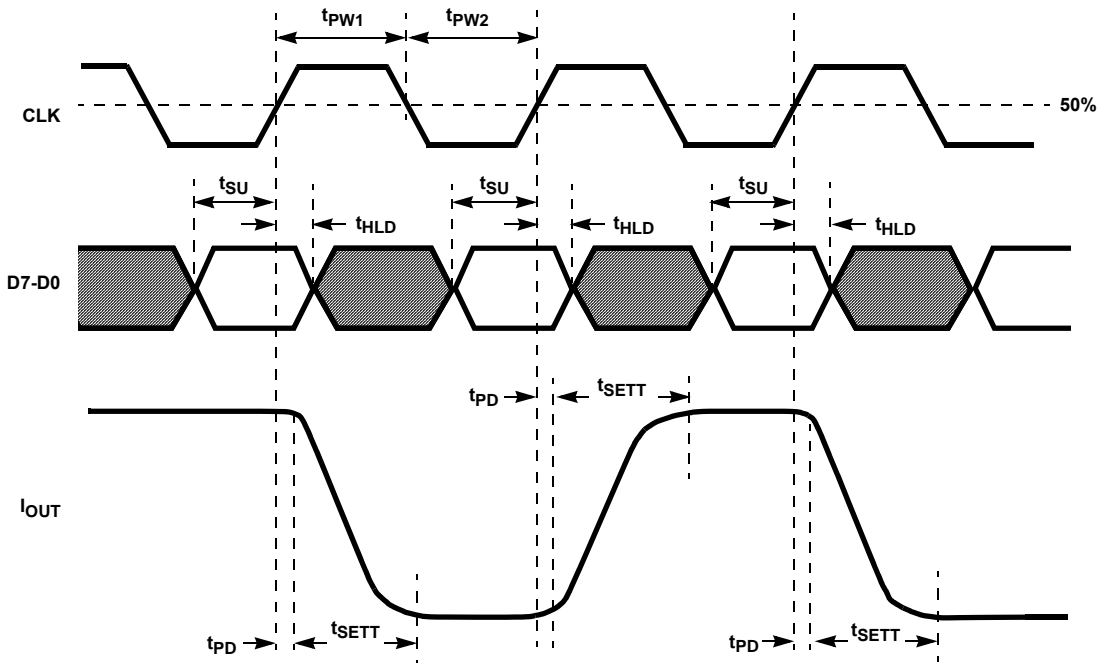 tPW1 tPW2
CLK
50%
tSU tSU tSU
tHLD tHLD tHLD
D7-D0
tPD tSETT
IOUT
tPD tSETT tPD tSETT